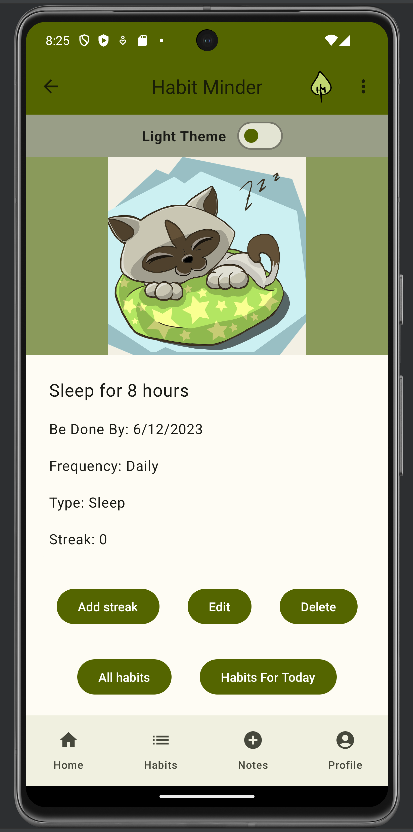 8:25
Habit Minder
Light Theme
Z z z
Sleep for 8 hours
Be Done By: 6/12/2023
Frequency: Daily
Type: Sleep
Streak: 0
Add streak Edit Delete
All habits Habits For Today
Home Habits Notes Profile